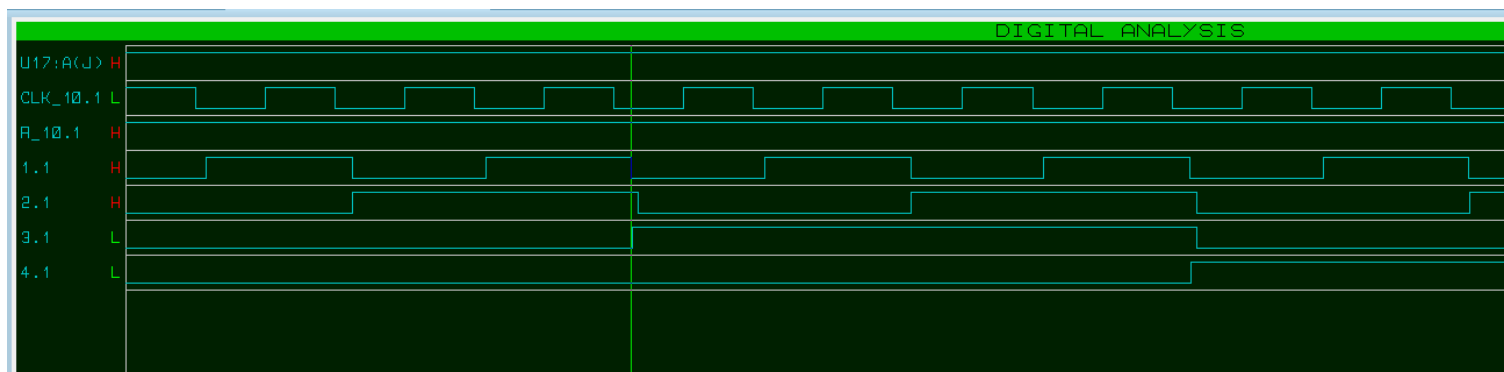 DIGITAL ANALYSIS
U17:A(J) H
CLK_10.1 L
A_10.1 H
1.1 H
2.1 H
3.1 L
4.1 L